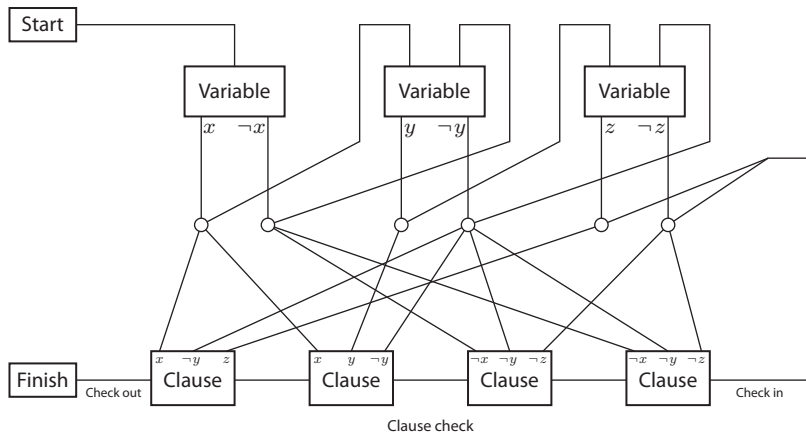 Start
Variable
Variable
Variable
x ¬x
y ¬y
z ¬z
x ¬y z
x y ¬y
¬x ¬y ¬z
¬x ¬y ¬z
Finish
Check out
Clause
Clause
Clause
Clause
Check in
Clause check